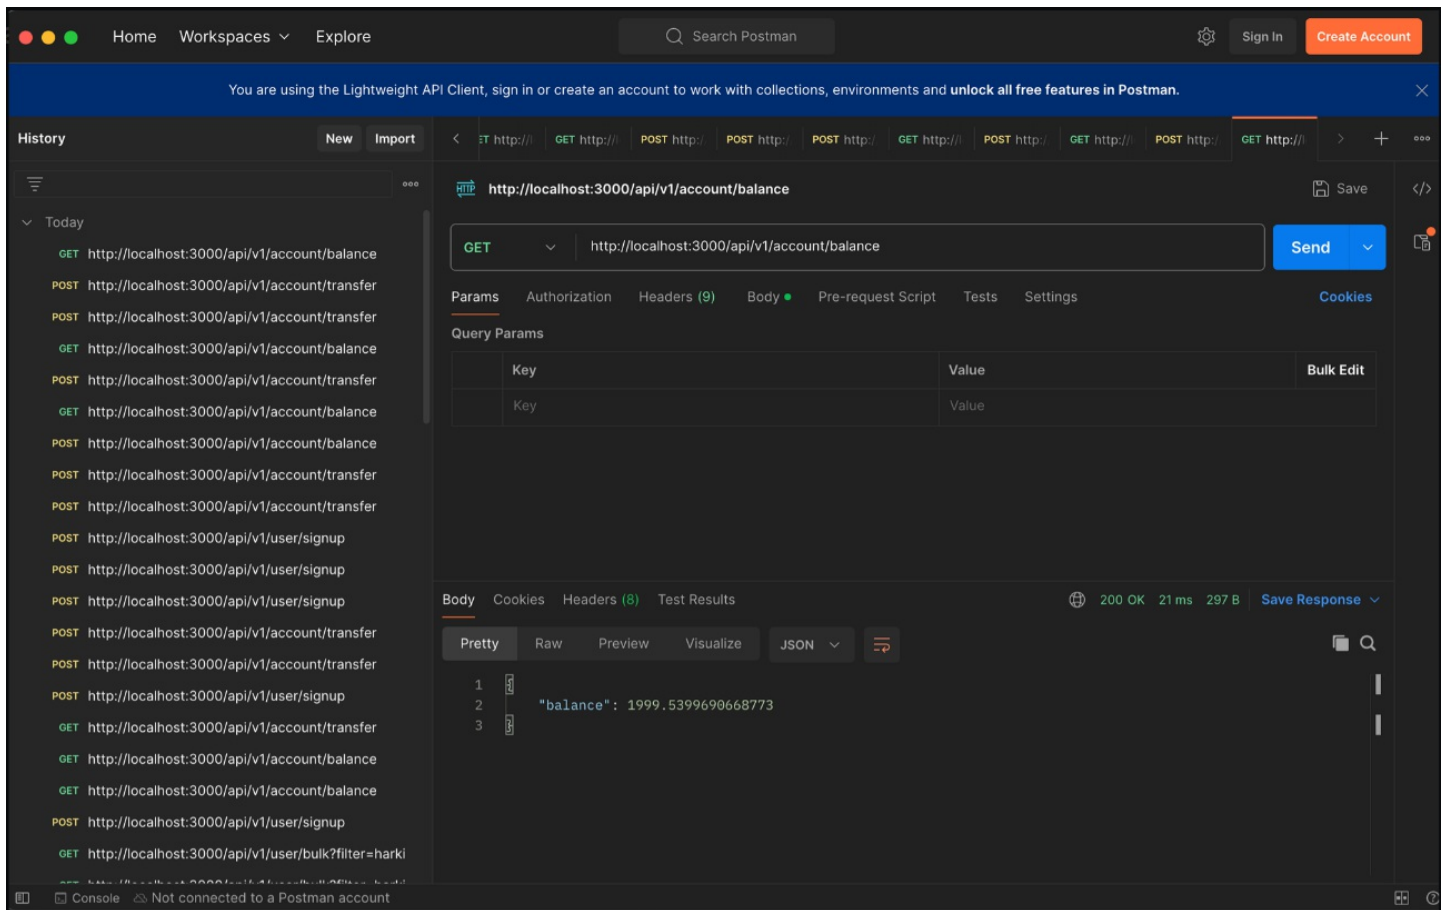 Home Workspaces Explore Search Postman Sign In Create Account
You are using the Lightweight API Client, sign in or create an account to work with collections, environments and unlock all free features in Postman.
History New Import
Today
GET http://localhost:3000/api/v1/account/balance
POST http://localhost:3000/api/v1/account/transfer
POST http://localhost:3000/api/v1/account/transfer
GET http://localhost:3000/api/v1/account/balance
POST http://localhost:3000/api/v1/account/transfer
GET http://localhost:3000/api/v1/account/balance
POST http://localhost:3000/api/v1/account/balance
POST http://localhost:3000/api/v1/account/transfer
POST http://localhost:3000/api/v1/account/transfer
POST http://localhost:3000/api/v1/user/signup
POST http://localhost:3000/api/v1/user/signup
POST http://localhost:3000/api/v1/user/signup
POST http://localhost:3000/api/v1/account/transfer
POST http://localhost:3000/api/v1/account/transfer
POST http://localhost:3000/api/v1/user/signup
GET http://localhost:3000/api/v1/account/transfer
GET http://localhost:3000/api/v1/account/balance
GET http://localhost:3000/api/v1/account/balance
POST http://localhost:3000/api/v1/user/signup
GET http://localhost:3000/api/v1/user/bulk?filter=harki
ET http:// GET http:// POST http:/ POST http:/ POST http:/ GET http:// POST http:/ GET http:// POST http:/ GET http://
HTTP http://localhost:3000/api/v1/account/balance Save
GET http://localhost:3000/api/v1/account/balance Send
Params Authorization Headers (9) Body Pre-request Script Tests Settings Cookies
Query Params
Key Value Bulk Edit
Key Value
Body Cookies Headers (8) Test Results 200 OK 21 ms 297 B Save Response
Pretty Raw Preview Visualize JSON
1 {
2 "balance": 1999.5399690668773
3 }
Console Not connected to a Postman account